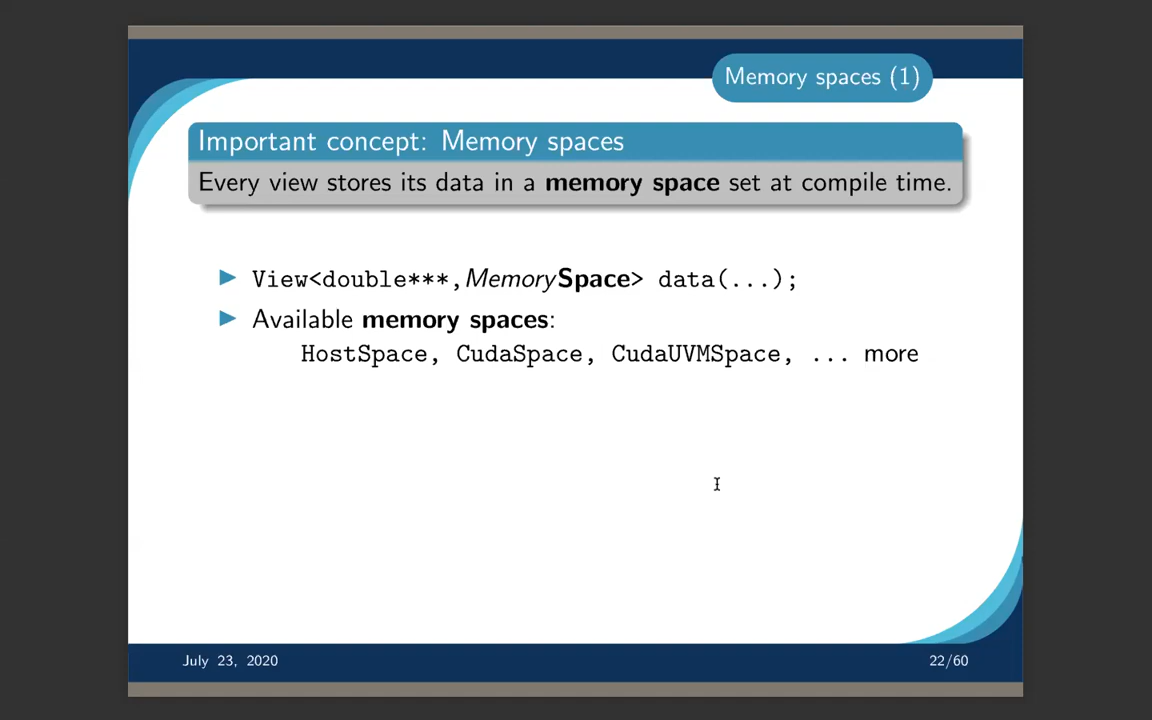 Memory spaces (1)
Important concept: Memory spaces
Every view stores its data in a memory space set at compile time.
View<double***,MemorySpace> data(...);
Available memory spaces:
HostSpace, CudaSpace, CudaUVMSpace, ... more
July 23, 2020
22/60